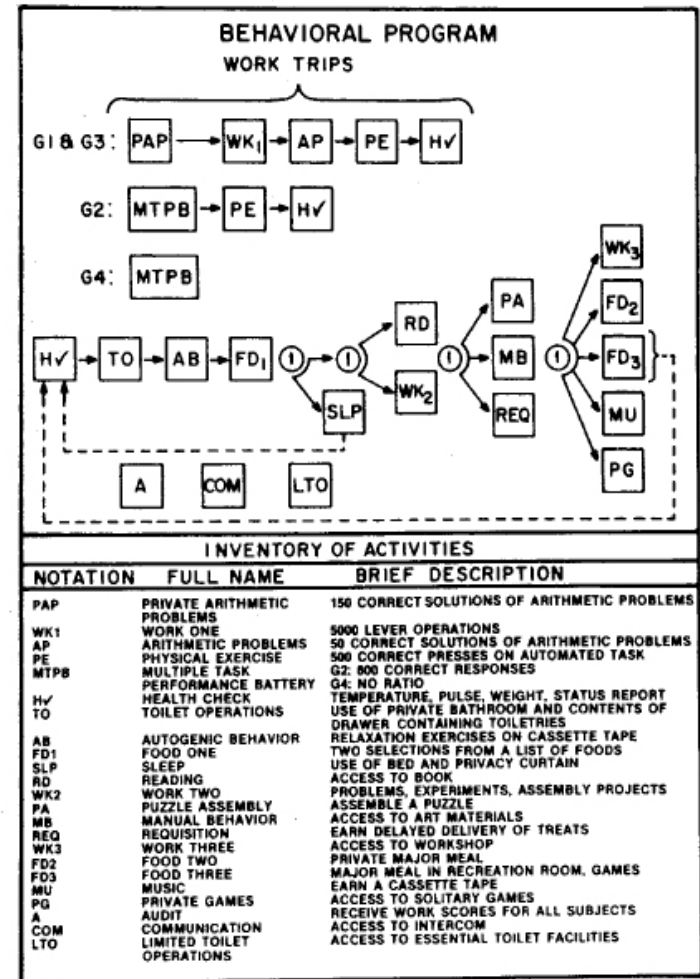 BEHAVIORAL PROGRAM
WORK TRIPS
G1 & G3: PAP WK1 AP PE H✓
G2: MTPB PE H✓
G4: MTPB
WK3
PA FD2
RD
H✓ TO AB FD1 1 1 1 MB 1 FD3
WK2
SLP REQ MU
PG
A COM LTO
INVENTORY OF ACTIVITIES
NOTATION FULL NAME BRIEF DESCRIPTION
PAP PRIVATE ARITHMETIC 150 CORRECT SOLUTIONS OF ARITHMETIC PROBLEMS
PROBLEMS
WK1 WORK ONE 5000 LEVER OPERATIONS
AP ARITHMETIC PROBLEMS 50 CORRECT SOLUTIONS OF ARITHMETIC PROBLEMS
PE PHYSICAL EXERCISE 500 CORRECT PRESSES ON AUTOMATED TASK
MTPB MULTIPLE TASK G2: 800 CORRECT RESPONSES
PERFORMANCE BATTERY G4: NO RATIO
H✓ HEALTH CHECK TEMPERATURE, PULSE, WEIGHT, STATUS REPORT
TO TOILET OPERATIONS USE OF PRIVATE BATHROOM AND CONTENTS OF
DRAWER CONTAINING TOILETRIES
AB AUTOGENIC BEHAVIOR RELAXATION EXERCISES ON CASSETTE TAPE
FD1 FOOD ONE TWO SELECTIONS FROM A LIST OF FOODS
SLP SLEEP USE OF BED AND PRIVACY CURTAIN
RD READING ACCESS TO BOOK
WK2 WORK TWO PROBLEMS, EXPERIMENTS, ASSEMBLY PROJECTS
PA PUZZLE ASSEMBLY ASSEMBLE A PUZZLE
MB MANUAL BEHAVIOR ACCESS TO ART MATERIALS
REQ REQUISITION EARN DELAYED DELIVERY OF TREATS
WK3 WORK THREE ACCESS TO WORKSHOP
FD2 FOOD TWO PRIVATE MAJOR MEAL
FD3 FOOD THREE MAJOR MEAL IN RECREATION ROOM, GAMES
MU MUSIC EARN A CASSETTE TAPE
PG PRIVATE GAMES ACCESS TO SOLITARY GAMES
A AUDIT RECEIVE WORK SCORES FOR ALL SUBJECTS
COM COMMUNICATION ACCESS TO INTERCOM
LTO LIMITED TOILET ACCESS TO ESSENTIAL TOILET FACILITIES
OPERATIONS